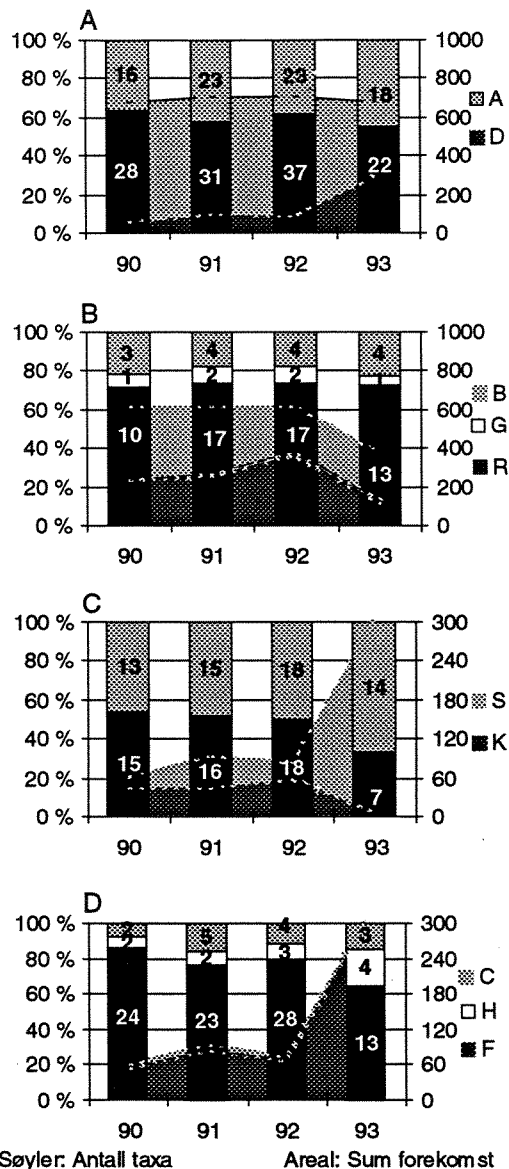 A
100 % 1000
16 23 23 18
80 % 800
A
60 % 600
D
40 % 28 31 37 22 400
20 % 200
0 % 0
90 91 92 93
B
100 % 1000
3 4 4 4
80 % 800
1 2 2 1
B
60 % 600
G
10 17 17 13
40 % 400
R
20 % 200
0 % 0
90 91 92 93
C
100 % 300
80 % 240
13 15 18 14
60 % 180
S
40 % 120
K
15 16 18 7
20 % 60
0 % 0
90 91 92 93
D
100 % 300
2 5 4 3
2 2 3 4
80 % 240
C
60 % 180
H
24 23 28 13
40 % 120
F
20 % 60
0 % 0
90 91 92 93
Søyler: Antall taxa Areal: Sum forekomst